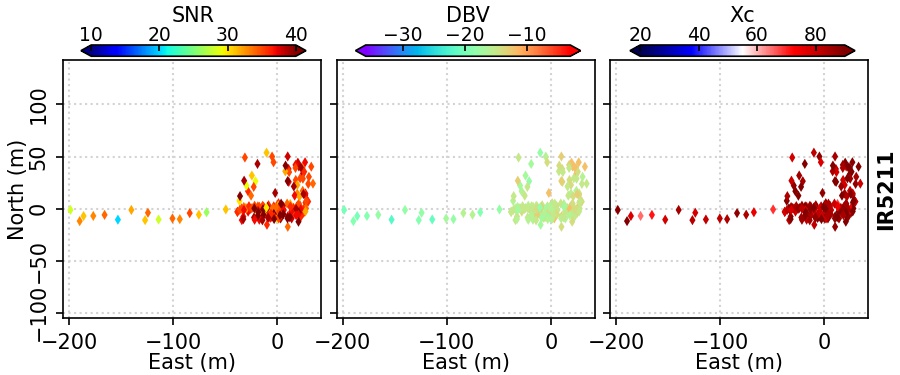 SNR DBV Xc
10 20 30 40 −30 −20 −10 20 40 60 80
North (m)
100
50
0
−50
−100
IR5211
−200 −100 0 −200 −100 0 −200 −100 0
East (m) East (m) East (m)